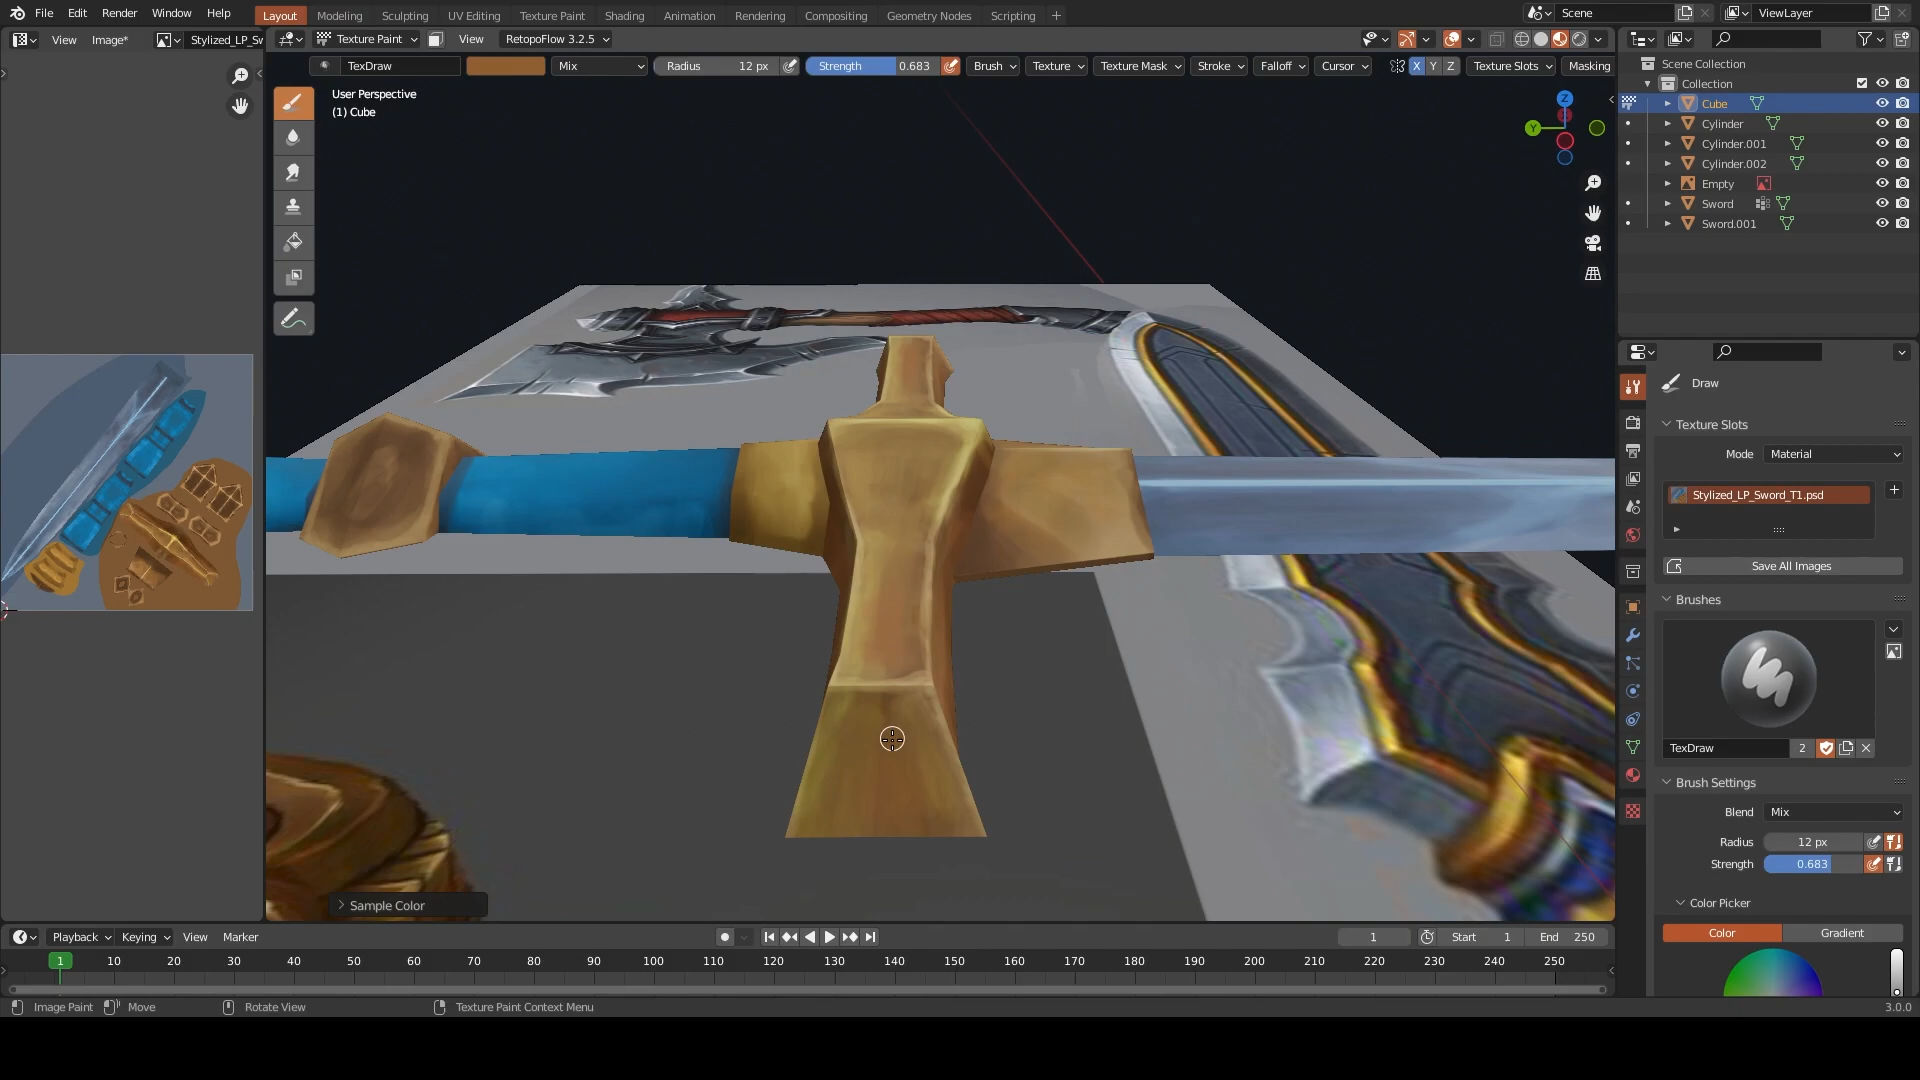 File Edit Render Window Help
Layout Modeling Sculpting UV Editing Texture Paint Shading Animation Rendering Compositing Geometry Nodes Scripting +
Scene
ViewLayer
View Image* Stylized_LP_Sw
Texture Paint View RetopoFlow 3.2.5
TexDraw Mix Radius 12 px Strength 0.683 Brush Texture Texture Mask Stroke Falloff Cursor X Y Z Texture Slots Masking
User Perspective
(1) Cube
Z
Y
Scene Collection
Collection
Cube
Cylinder
Cylinder.001
Cylinder.002
Empty
Sword
Sword.001
Draw
Texture Slots
Mode Material
Stylized_LP_Sword_T1.psd
Save All Images
Brushes
TexDraw 2
Brush Settings
Blend Mix
Radius 12 px
Strength 0.683
Color Picker
Color Gradient
Sample Color
Playback Keying View Marker
1 Start 1 End 250
1 10 20 30 40 50 60 70 80 90 100 110 120 130 140 150 160 170 180 190 200 210 220 230 240 250
Image Paint Move Rotate View Texture Paint Context Menu 3.0.0